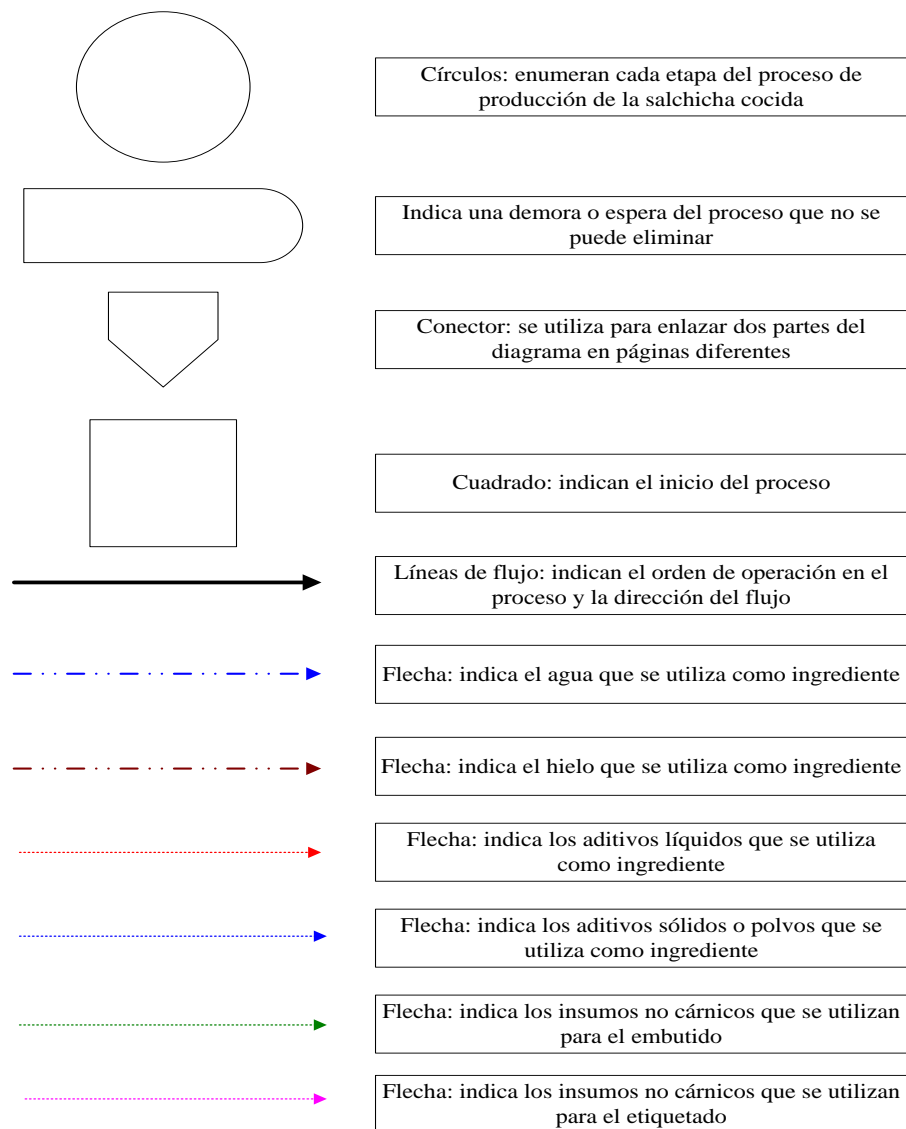 Círculos: enumeran cada etapa del proceso de
producción de la salchicha cocida
Indica una demora o espera del proceso que no se
puede eliminar
Conector: se utiliza para enlazar dos partes del
diagrama en páginas diferentes
Cuadrado: indican el inicio del proceso
Líneas de flujo: indican el orden de operación en el
proceso y la dirección del flujo
Flecha: indica el agua que se utiliza como ingrediente
Flecha: indica el hielo que se utiliza como ingrediente
Flecha: indica los aditivos líquidos que se utiliza
como ingrediente
Flecha: indica los aditivos sólidos o polvos que se
utiliza como ingrediente
Flecha: indica los insumos no cárnicos que se utilizan
para el embutido
Flecha: indica los insumos no cárnicos que se utilizan
para el etiquetado